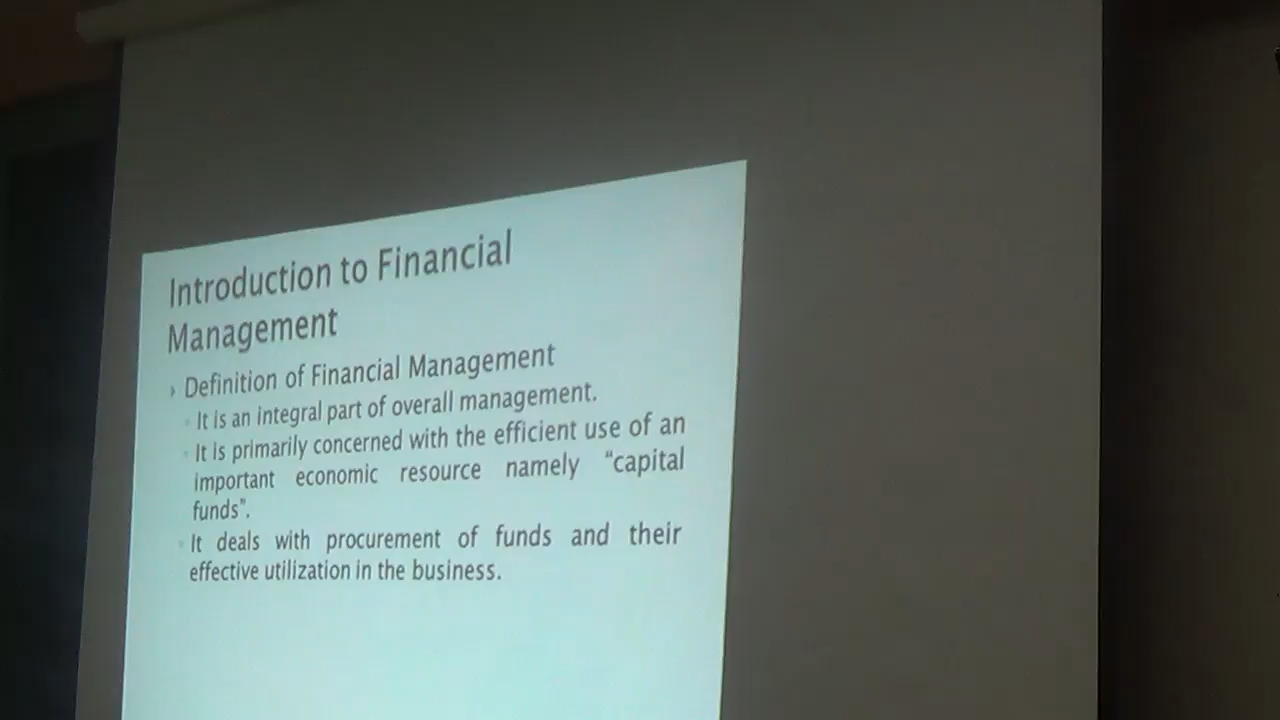 Introduction to Financial
Management
› Definition of Financial Management
It is an integral part of overall management.
It is primarily concerned with the efficient use of an
important economic resource namely “capital
funds”.
It deals with procurement of funds and their
effective utilization in the business.